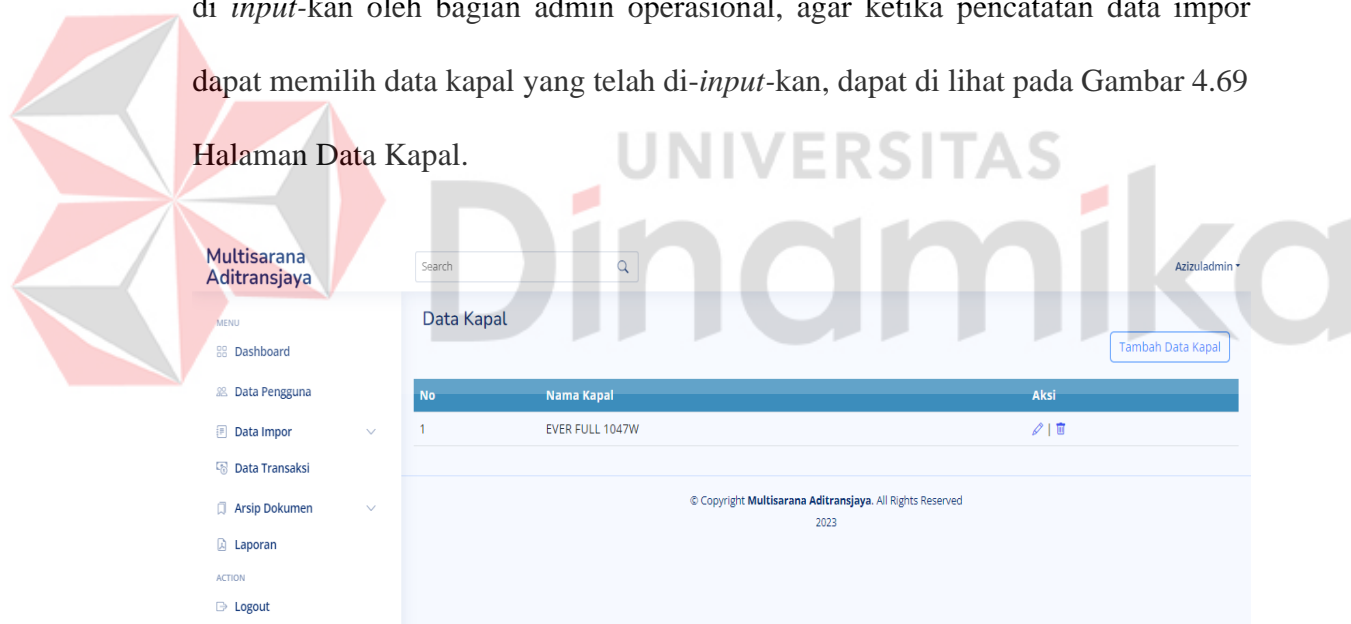 di input-kan oleh bagian admin operasional, agar ketika pencatatan data impor
dapat memilih data kapal yang telah di-input-kan, dapat di lihat pada Gambar 4.69
Halaman Data Kapal.
UNIVERSITAS
Dinamika
Multisarana
Aditransjaya
Search
Azizuladmin
MENU
Dashboard
Data Pengguna
Data Impor
Data Transaksi
Arsip Dokumen
Laporan
ACTION
Logout
Data Kapal
Tambah Data Kapal
No Nama Kapal Aksi
1 EVER FULL 1047W |
© Copyright Multisarana Aditransjaya. All Rights Reserved
2023